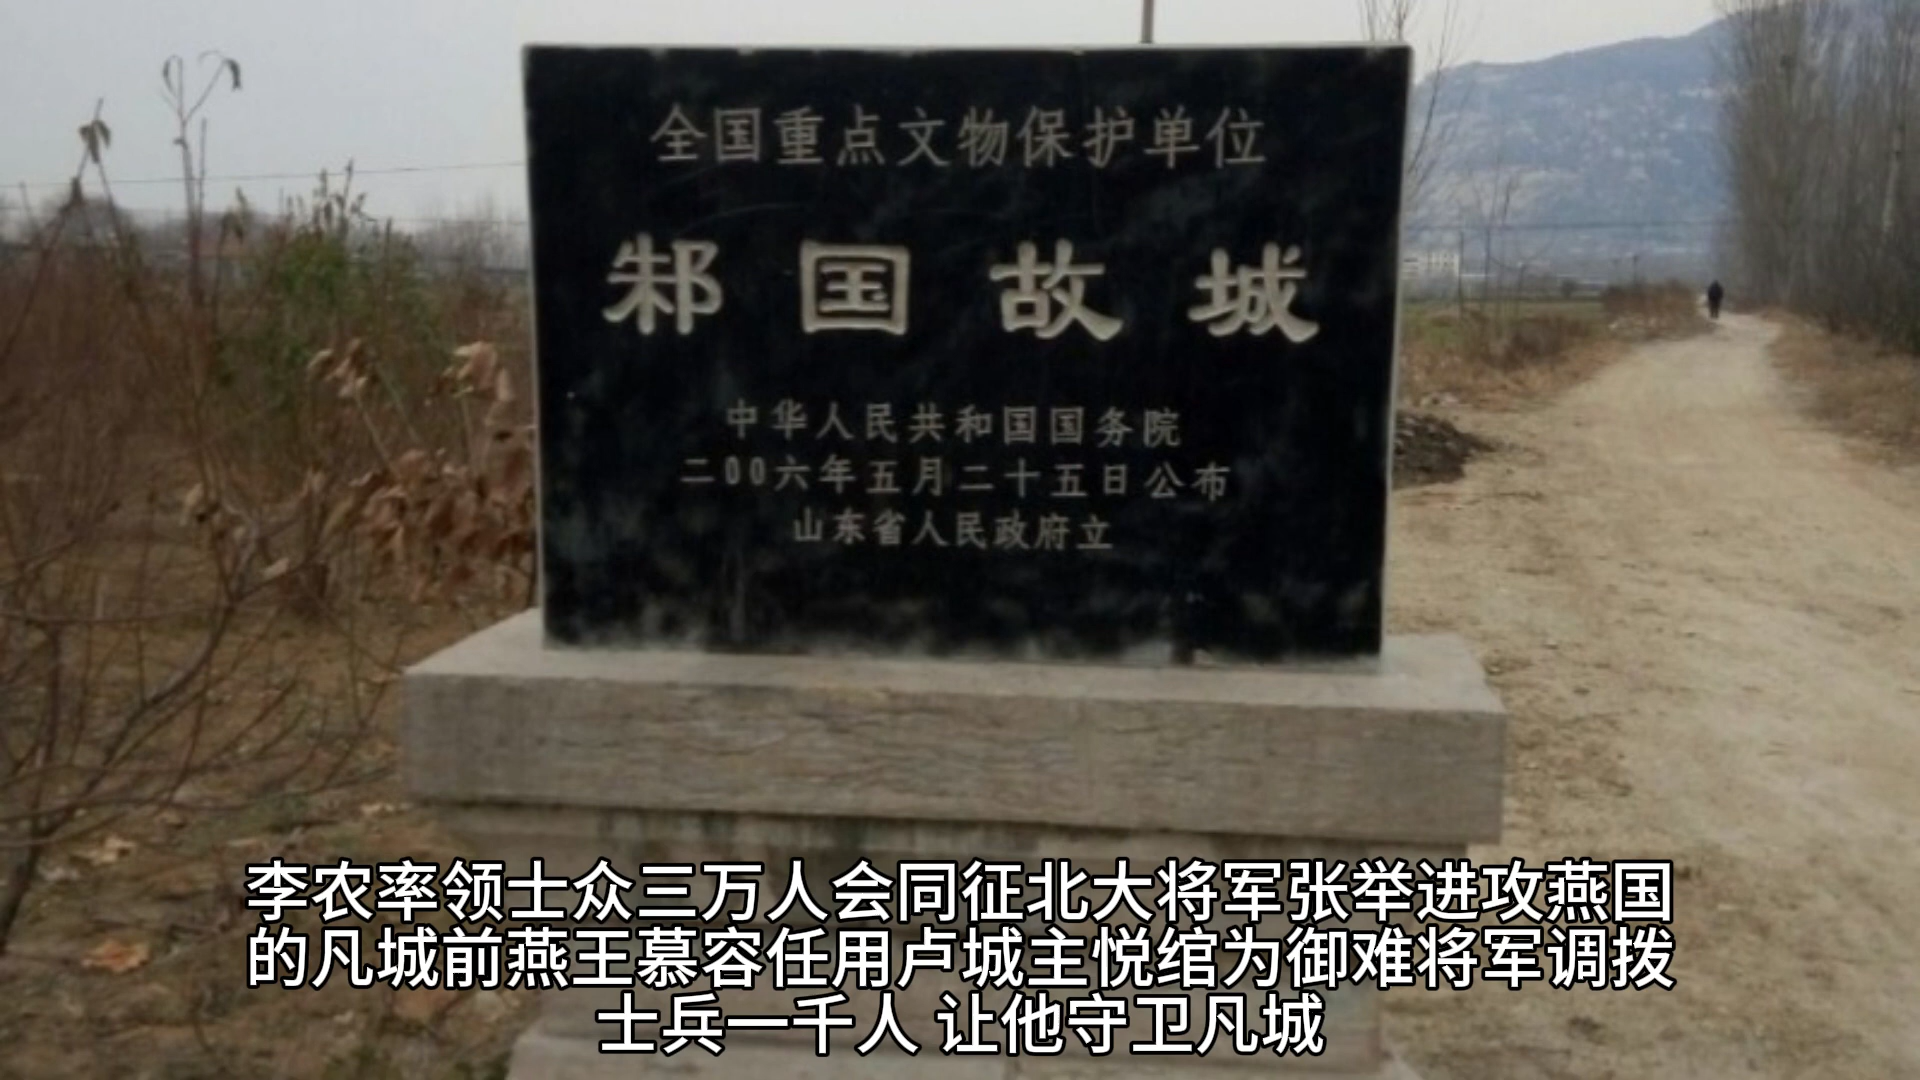 全国重点文物保护单位
邾国故城
中华人民共和国国务院
二00六年五月二十五日公布
山东省人民政府立
李农率领士众三万人会同征北大将军张举进攻燕国
的凡城前燕王慕容任用卢城主悦绾为御难将军调拨
士兵一千人 让他守卫凡城